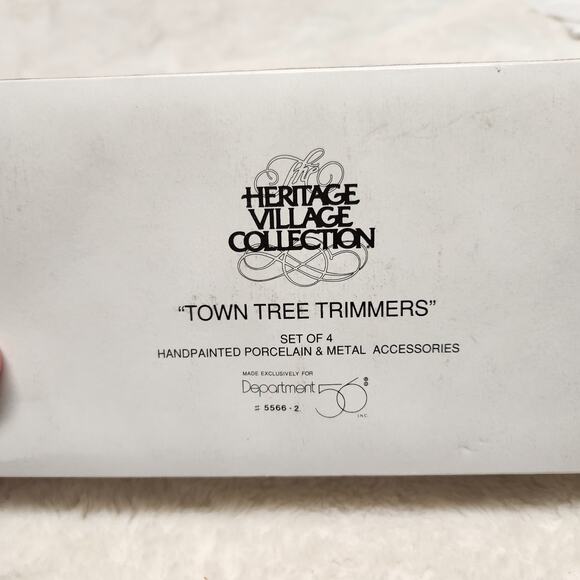 The
HERITAGE
VILLAGE
COLLECTION
"TOWN TREE TRIMMERS"
SET OF 4
HANDPAINTED PORCELAIN & METAL ACCESSORIES
MADE EXCLUSIVELY FOR
Department 56 ®
INC.
# 5566-2